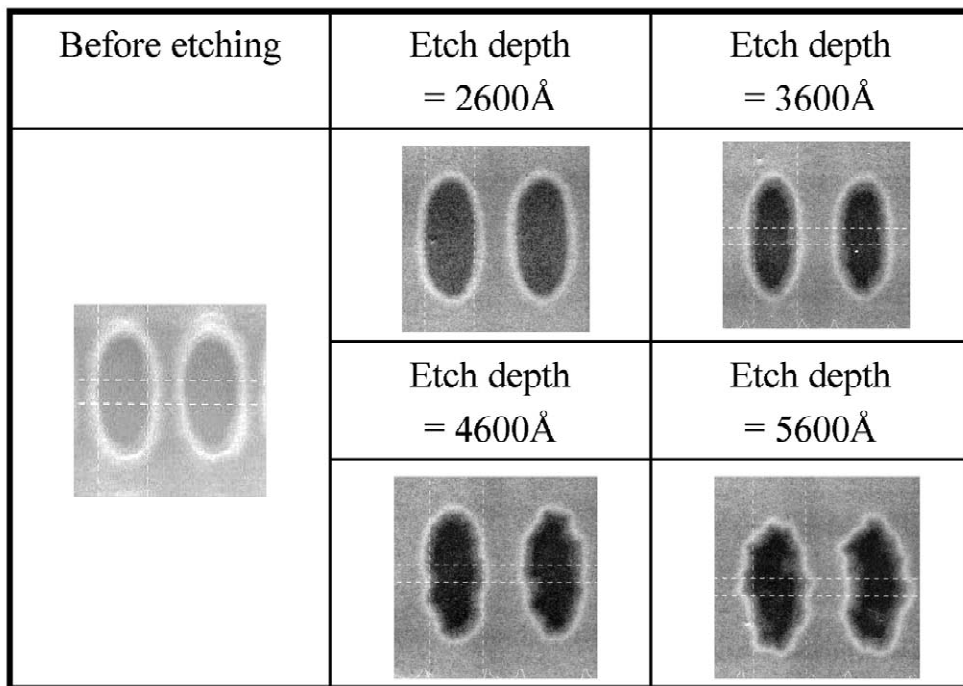 Before etching
Etch depth
= 2600Å
Etch depth
= 3600Å
Etch depth
= 4600Å
Etch depth
= 5600Å